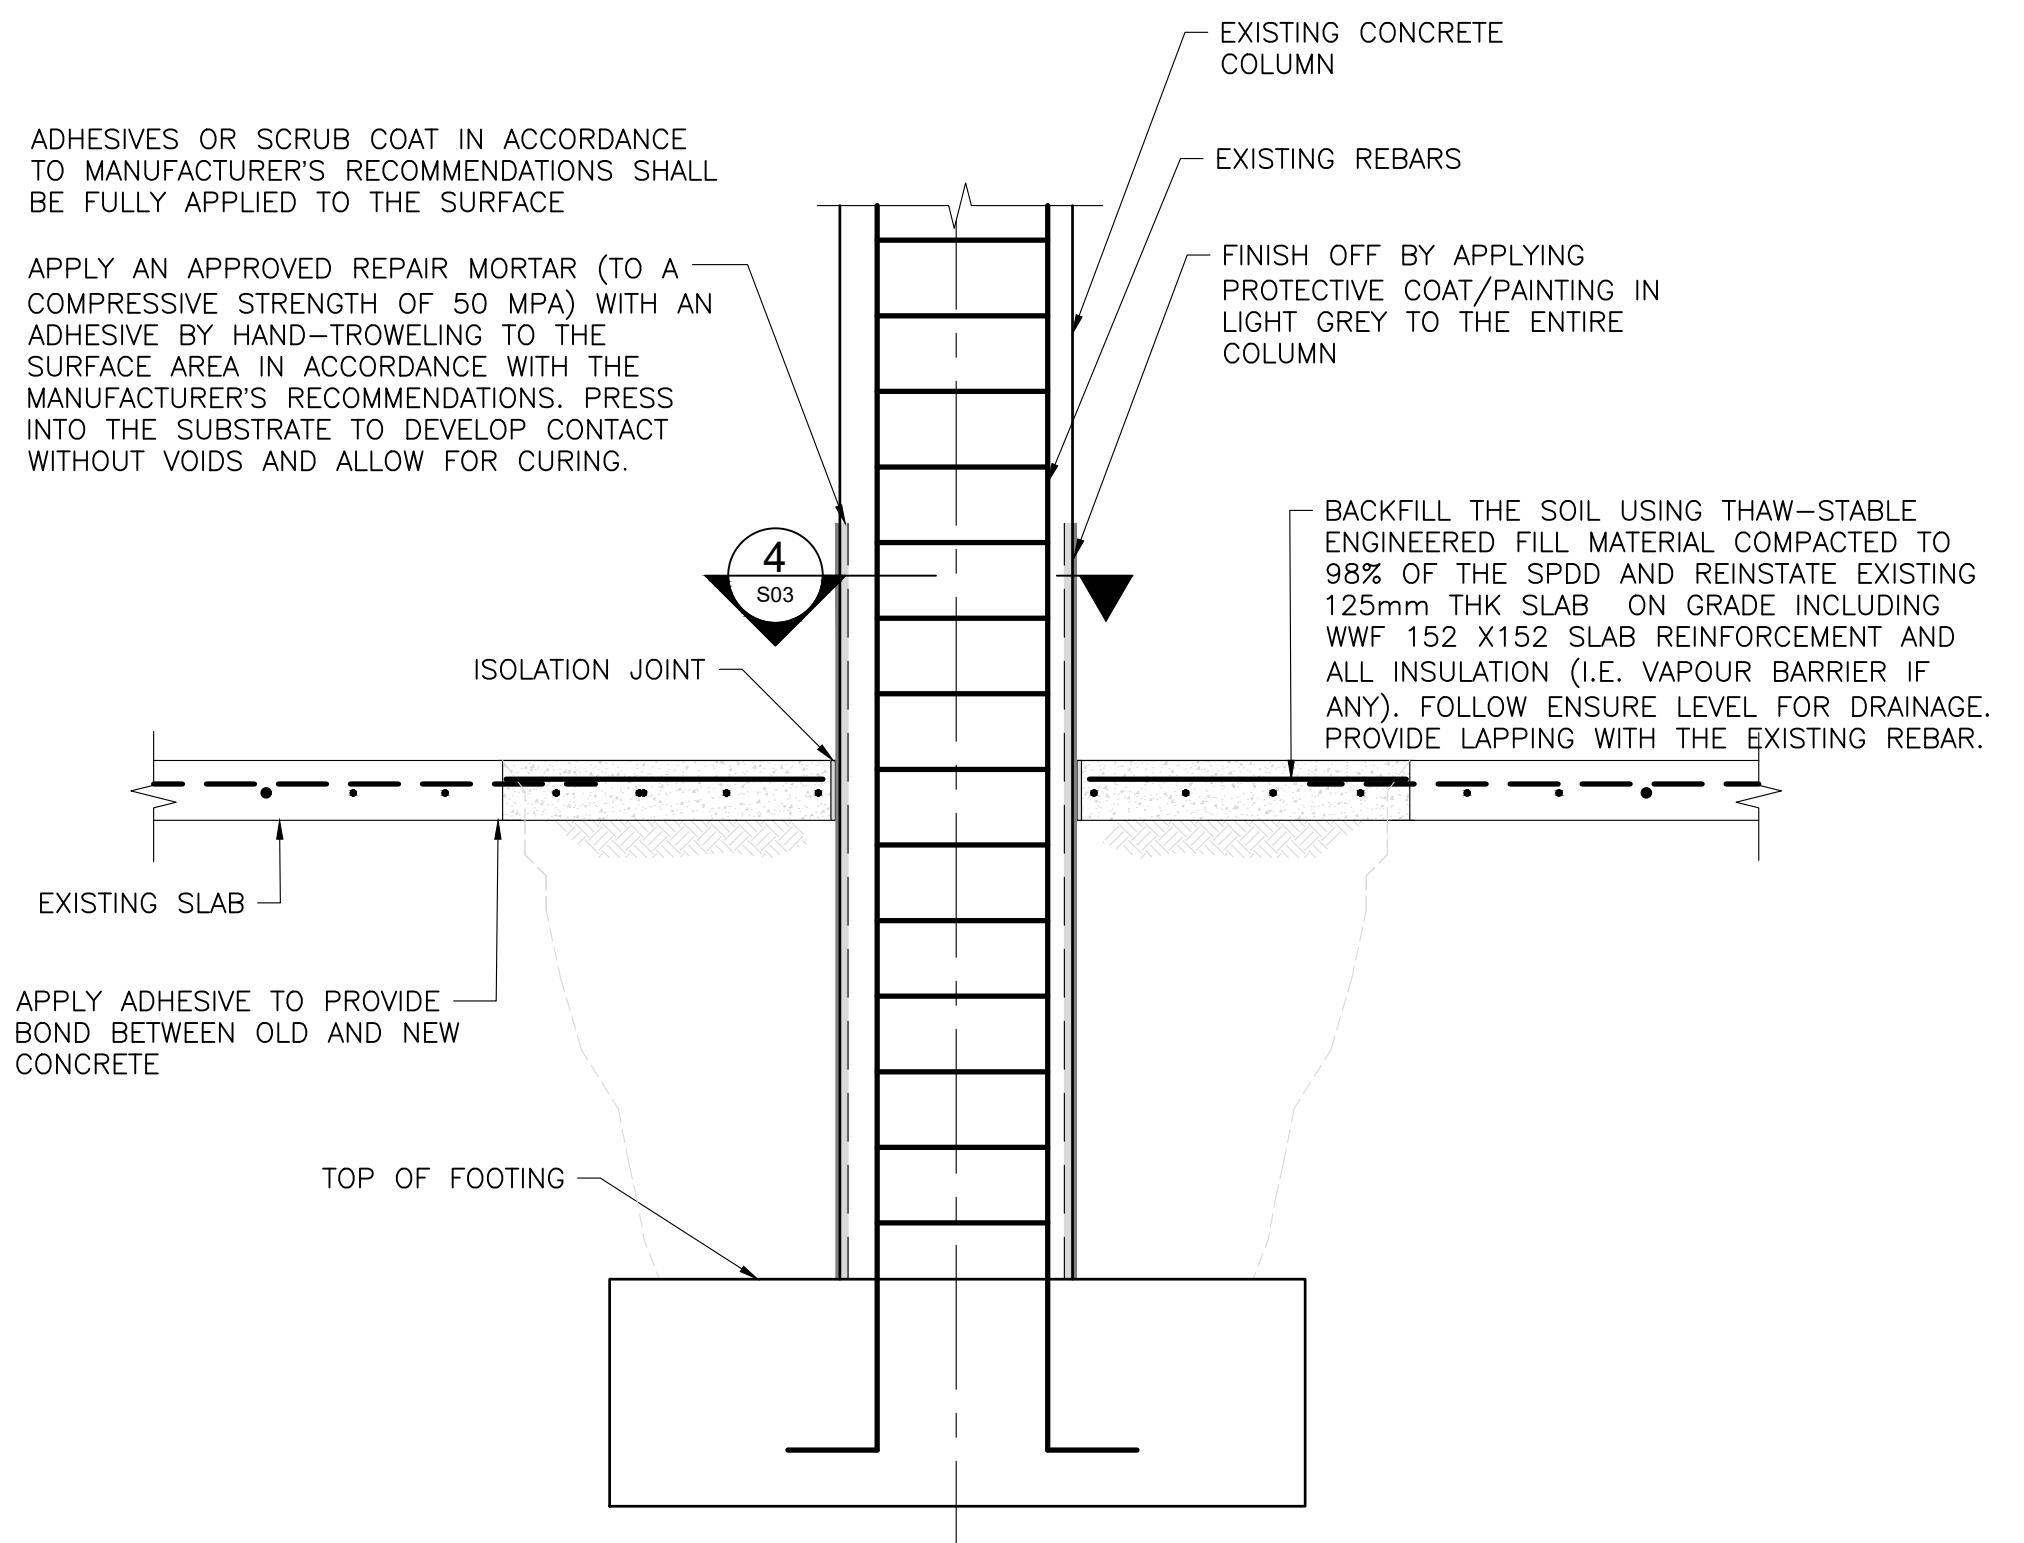 EXISTING CONCRETE
COLUMN
ADHESIVES OR SCRUB COAT IN ACCORDANCE
TO MANUFACTURER'S RECOMMENDATIONS SHALL
BE FULLY APPLIED TO THE SURFACE
EXISTING REBARS
APPLY AN APPROVED REPAIR MORTAR (TO A
COMPRESSIVE STRENGTH OF 50 MPA) WITH AN
ADHESIVE BY HAND-TROWELING TO THE
SURFACE AREA IN ACCORDANCE WITH THE
MANUFACTURER'S RECOMMENDATIONS. PRESS
INTO THE SUBSTRATE TO DEVELOP CONTACT
WITHOUT VOIDS AND ALLOW FOR CURING.
FINISH OFF BY APPLYING
PROTECTIVE COAT/PAINTING IN
LIGHT GREY TO THE ENTIRE
COLUMN
BACKFILL THE SOIL USING THAW-STABLE
ENGINEERED FILL MATERIAL COMPACTED TO
98% OF THE SPDD AND REINSTATE EXISTING
125mm THK SLAB ON GRADE INCLUDING
WWF 152 X152 SLAB REINFORCEMENT AND
ALL INSULATION (I.E. VAPOUR BARRIER IF
ANY). FOLLOW ENSURE LEVEL FOR DRAINAGE.
PROVIDE LAPPING WITH THE EXISTING REBAR.
4
S03
ISOLATION JOINT
EXISTING SLAB
APPLY ADHESIVE TO PROVIDE
BOND BETWEEN OLD AND NEW
CONCRETE
TOP OF FOOTING